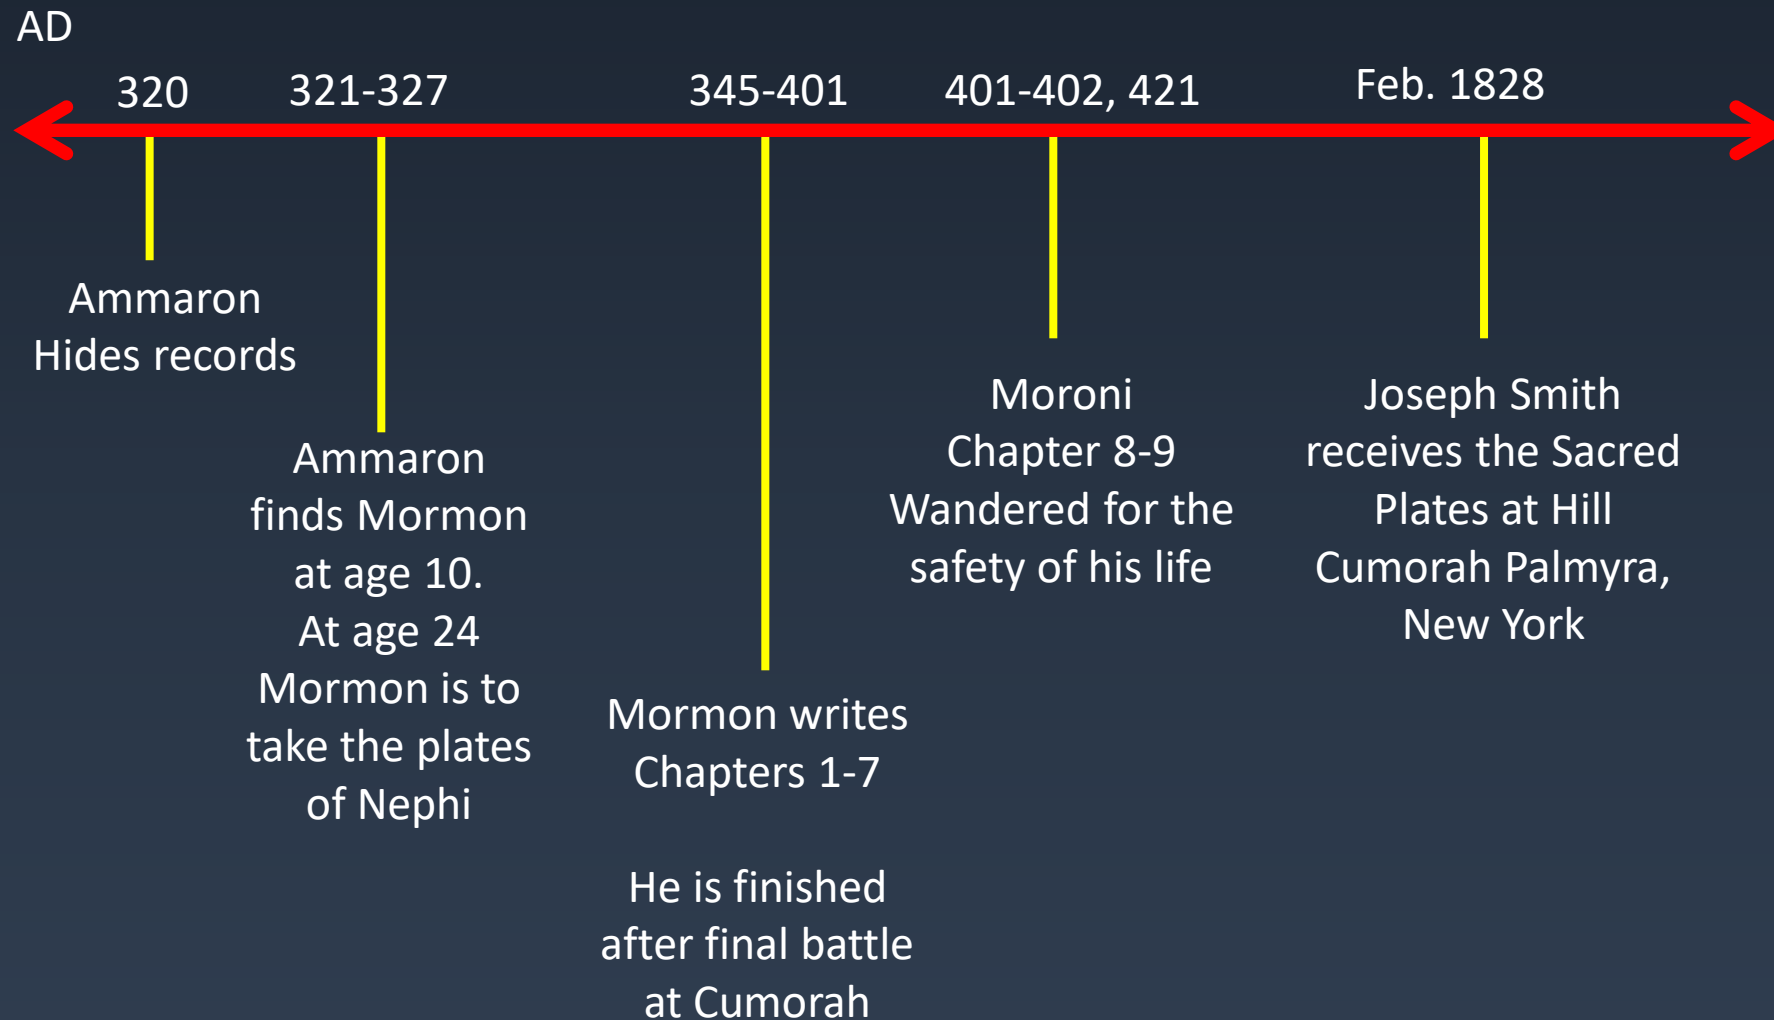 AD
320
321-327
345-401
401-402, 421
Feb. 1828
Ammaron
Hides records
Ammaron
finds Mormon
at age 10.
At age 24
Mormon is to
take the plates
of Nephi
Mormon writes
Chapters 1-7
He is finished
after final battle
at Cumorah
Moroni
Chapter 8-9
Wandered for the
safety of his life
Joseph Smith
receives the Sacred
Plates at Hill
Cumorah Palmyra,
New York